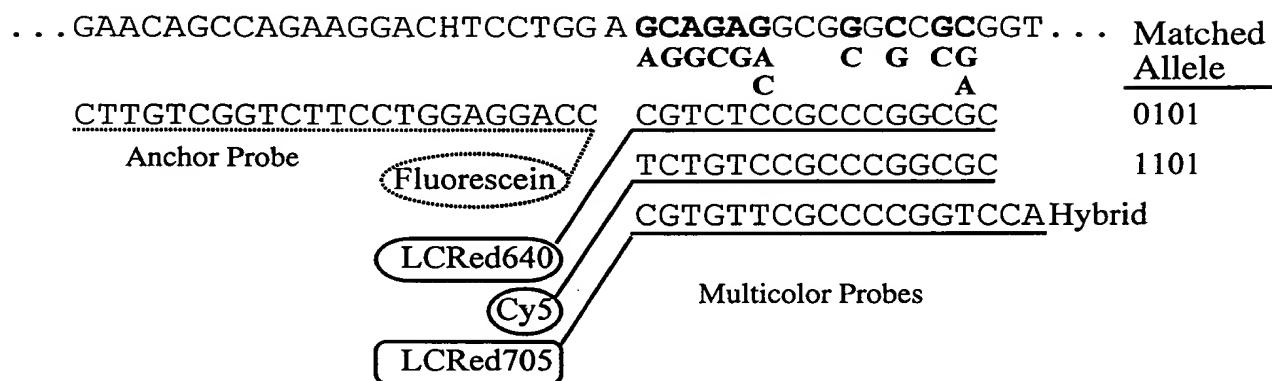 ...GAACAGCCAGAAGGACHTCCTGG A GCAGAGGCGGGCCGCGGT... Matched
AGGCGA C G CG Allele
C A
CTTGTCGGTCTTCCTGGAGGACC CGTCTCCGCCCGGCGC 0101
Anchor Probe
Fluorescein TCTGTCCGCCCGGCGC 1101
CGTGTTCGCCCCGGTCCA Hybrid
LCRed640
Cy5 Multicolor Probes
LCRed705